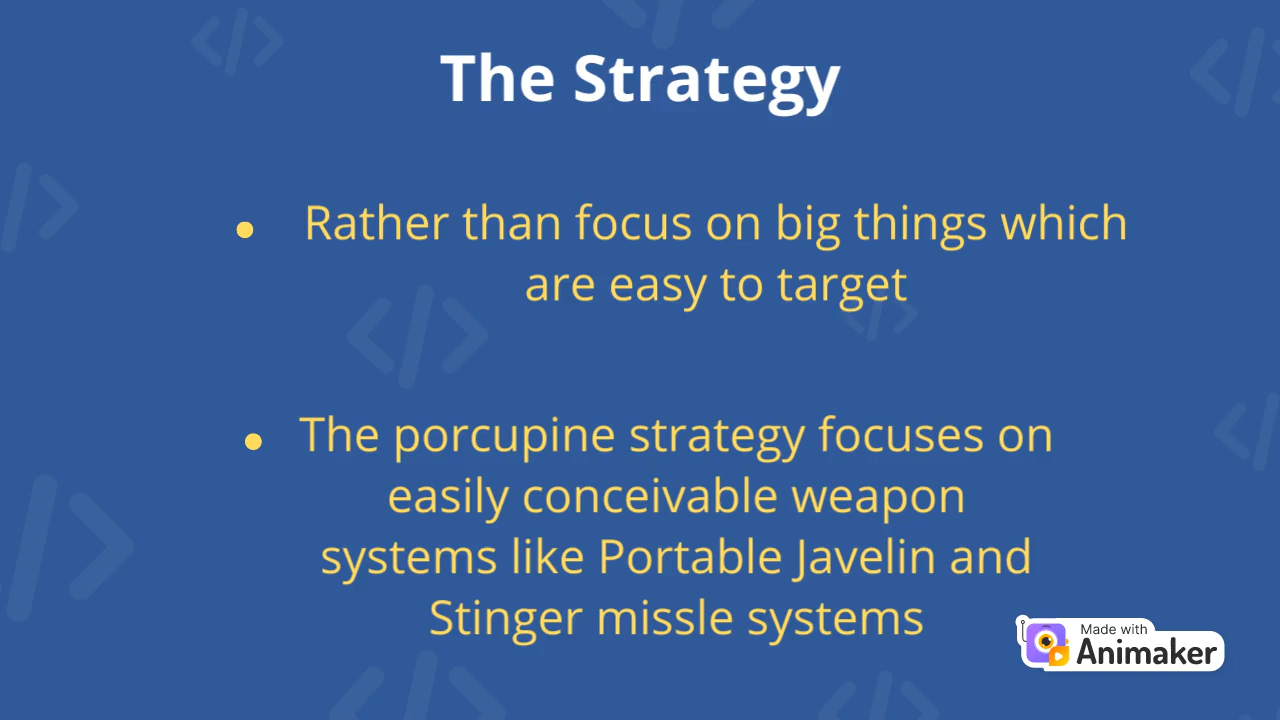 The Strategy
Rather than focus on big things which
are easy to target
The porcupine strategy focuses on
easily conceivable weapon
systems like Portable Javelin and
Stinger missle systems
Made with
Animaker